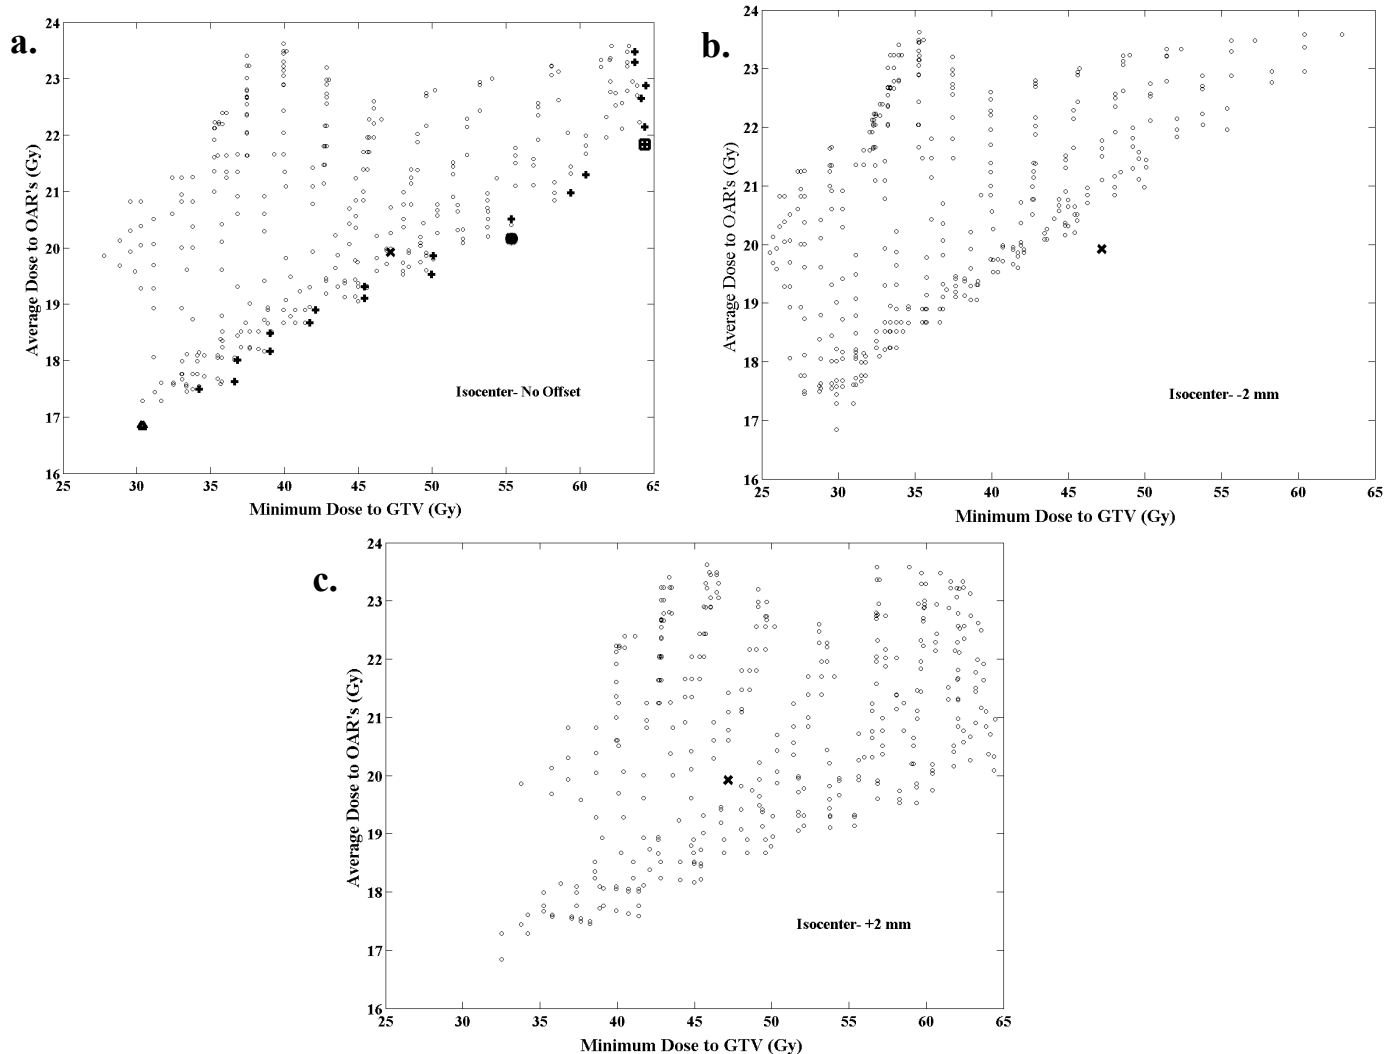 a.
24
23
22
21
20
19
18
17
16
Average Dose to OAR's (Gy)
Isocenter- No Offset
25 30 35 40 45 50 55 60 65
Minimum Dose to GTV (Gy)
b.
24
23
22
21
20
19
18
17
16
Average Dose to OAR's (Gy)
Isocenter- -2 mm
25 30 35 40 45 50 55 60 65
Minimum Dose to GTV (Gy)
c.
24
23
22
21
20
19
18
17
16
Average Dose to OAR's (Gy)
Isocenter- +2 mm
25 30 35 40 45 50 55 60 65
Minimum Dose to GTV (Gy)